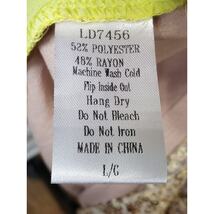 LD7456
52% POLYESTER
48% RAYON
Machine Wash Cold
Flip Inside Out
Hang Dry
Do Not Bleach
Do Not Iron
MADE IN CHINA
L/G